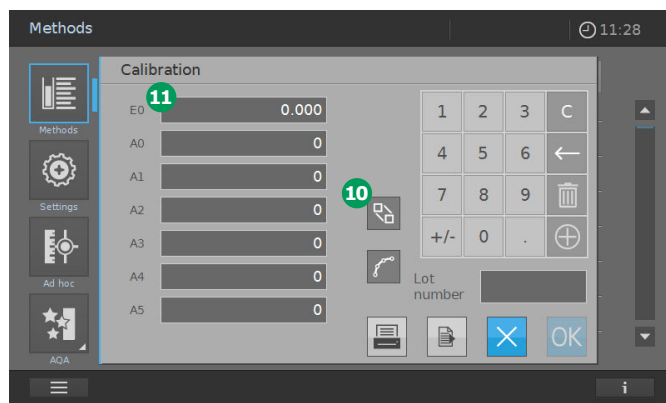 Methods
11:28
Calibration
11
E0 0.000
A0 0
A1 0
A2 0
A3 0
A4 0
A5 0
10
1 2 3 C
4 5 6 ←
7 8 9
+/- 0 .
Lot
number
OK
Methods
Settings
Ad hoc
AQA
i